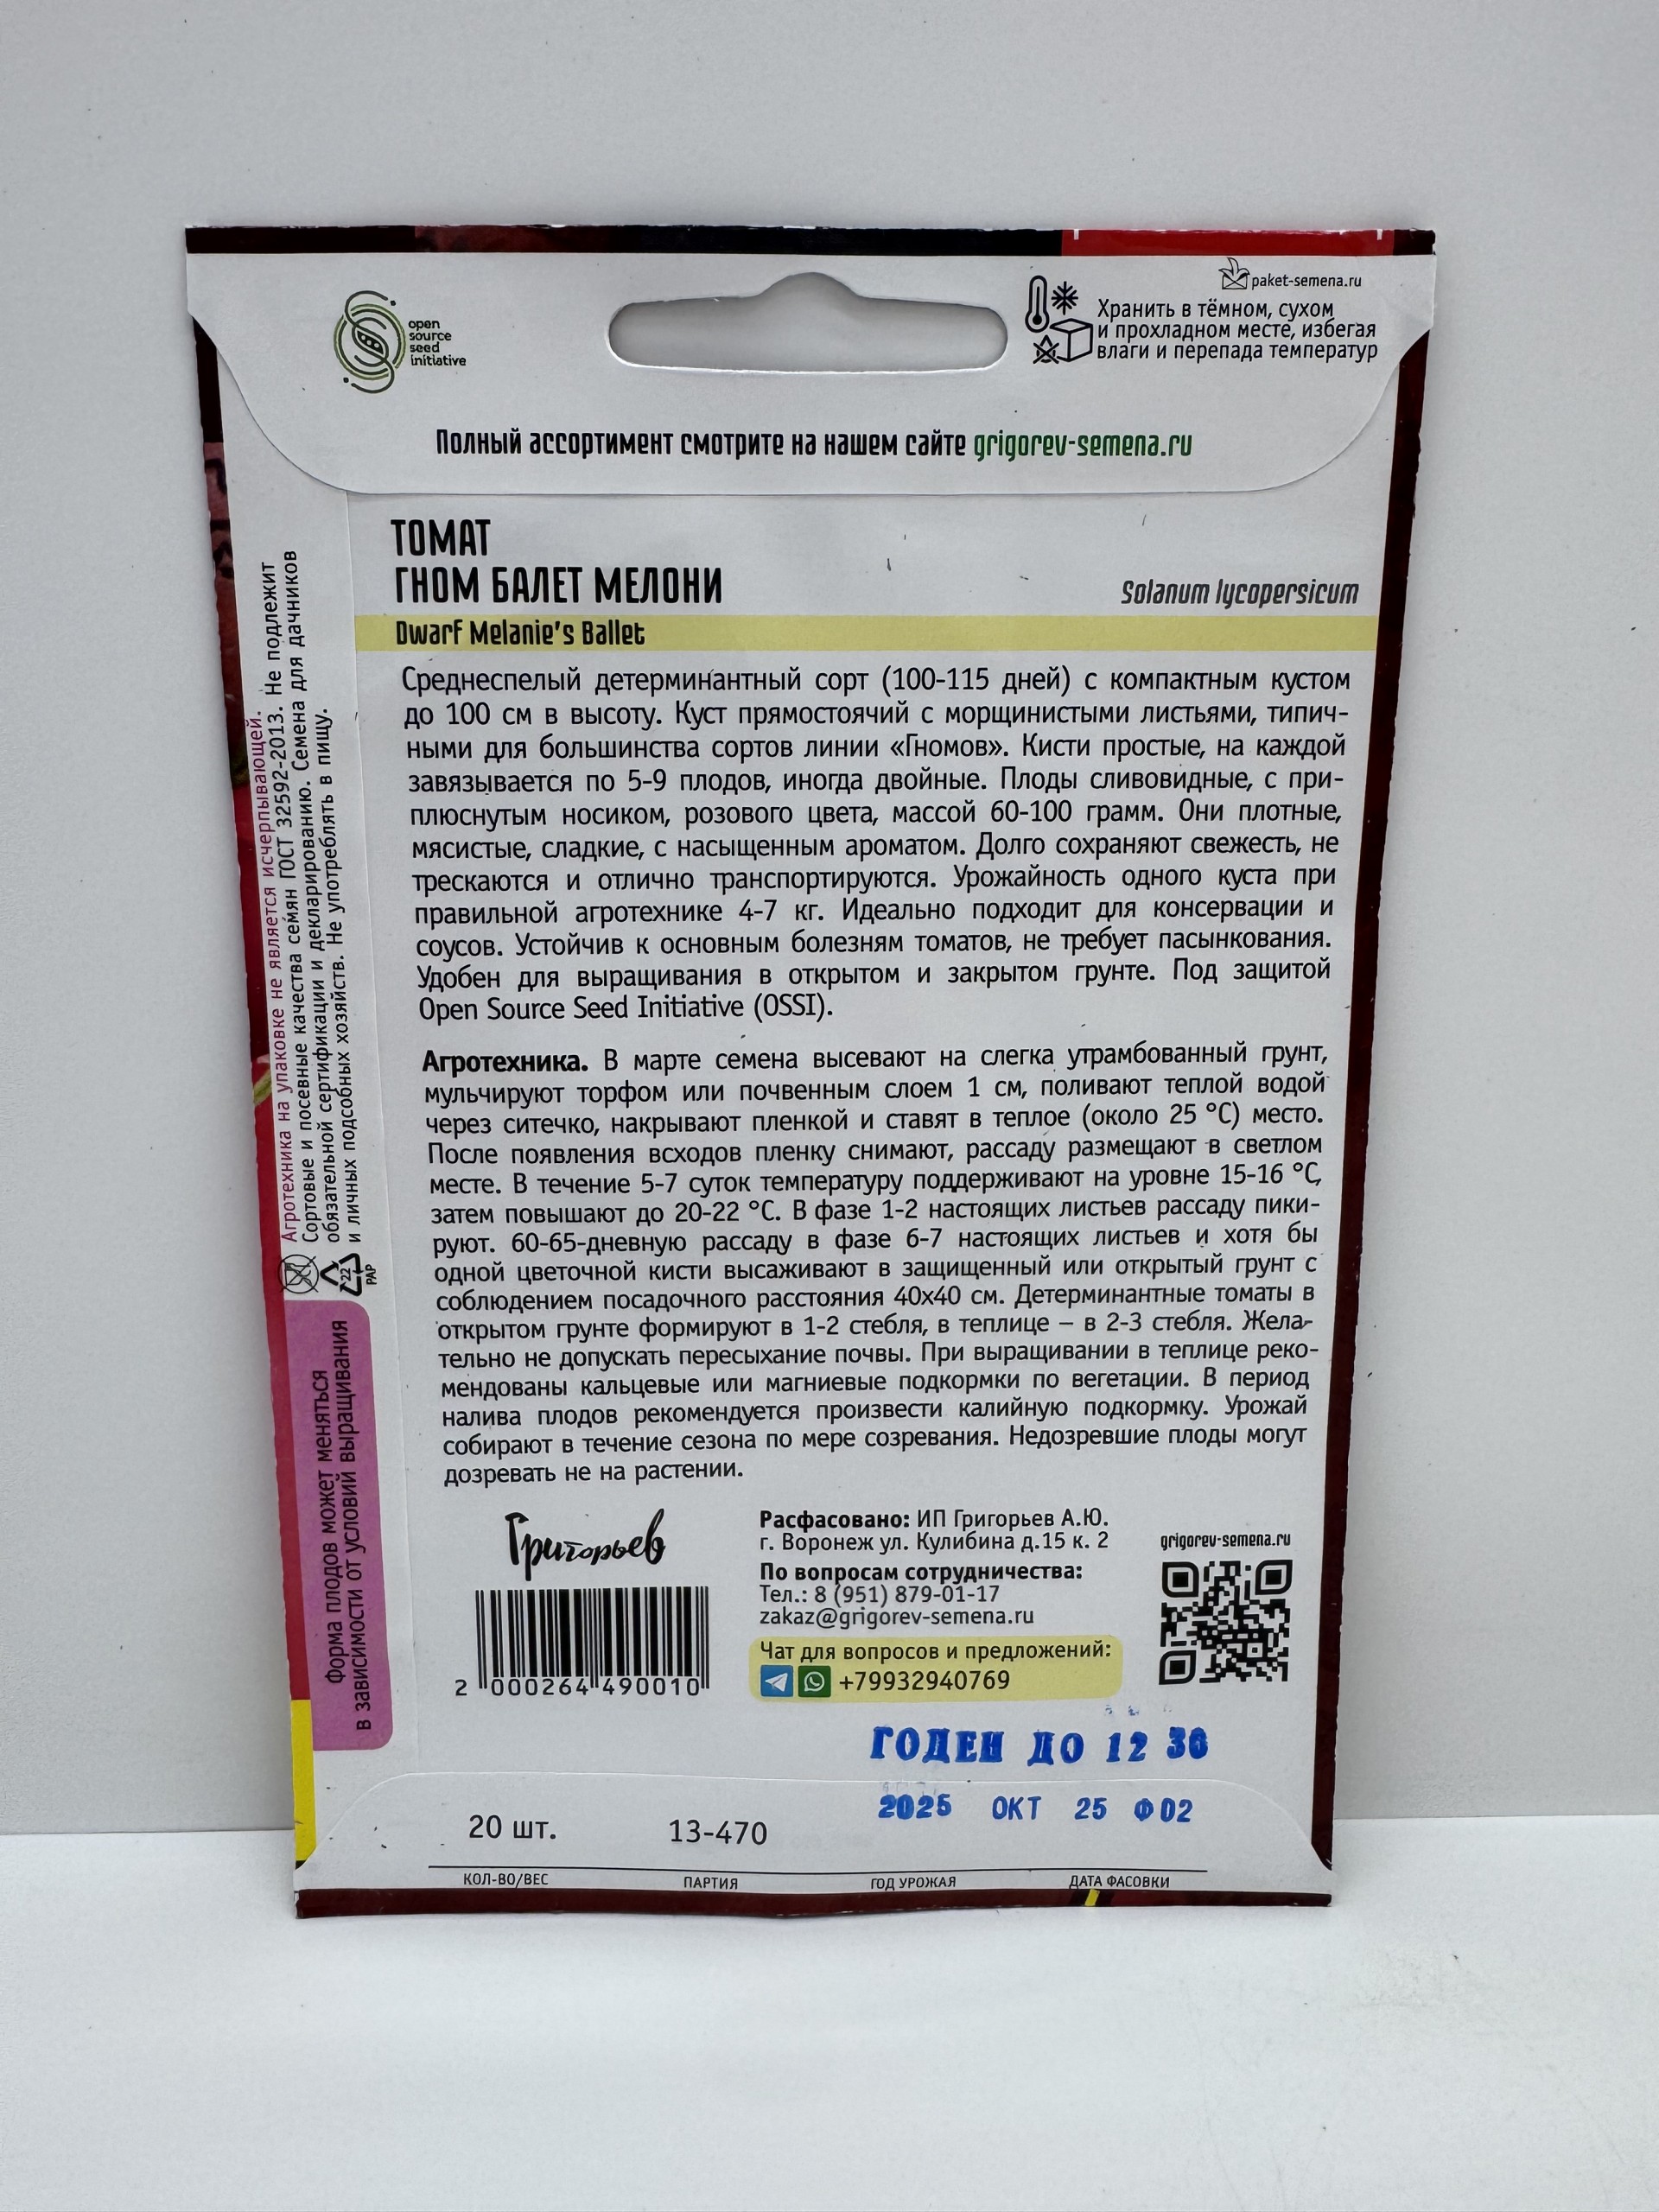 open
source
seed
initiative
paket-semena.ru
Хранить в тёмном, сухом
и прохладном месте, избегая
влаги и перепада температур
Полный ассортимент смотрите на нашем сайте grigorev-semena.ru
ТОМАТ
ГНОМ БАЛЕТ МЕЛОНИ
Solanum lycopersicum
Dwarf Melanie's Ballet
Среднеспелый детерминантный сорт (100-115 дней) с компактным кустом
до 100 см в высоту. Куст прямостоячий с морщинистыми листьями, типич-
ными для большинства сортов линии «Гномов». Кисти простые, на каждой
завязывается по 5-9 плодов, иногда двойные. Плоды сливовидные, с при-
плюснутым носиком, розового цвета, массой 60-100 грамм. Они плотные,
мясистые, сладкие, с насыщенным ароматом. Долго сохраняют свежесть, не
трескаются и отлично транспортируются. Урожайность одного куста при
правильной агротехнике 4-7 кг. Идеально подходит для консервации и
соусов. Устойчив к основным болезням томатов, не требует пасынкования.
Удобен для выращивания в открытом и закрытом грунте. Под защитой
Open Source Seed Initiative (OSSI).
Агротехника. В марте семена высевают на слегка утрамбованный грунт,
мульчируют торфом или почвенным слоем 1 см, поливают теплой водой
через ситечко, накрывают пленкой и ставят в теплое (около 25 °C) место.
После появления всходов пленку снимают, рассаду размещают в светлом
месте. В течение 5-7 суток температуру поддерживают на уровне 15-16 °C,
затем повышают до 20-22 °C. В фазе 1-2 настоящих листьев рассаду пики-
руют. 60-65-дневную рассаду в фазе 6-7 настоящих листьев и хотя бы
одной цветочной кисти высаживают в защищенный или открытый грунт с
соблюдением посадочного расстояния 40х40 см. Детерминантные томаты в
открытом грунте формируют в 1-2 стебля, в теплице – в 2-3 стебля. Жела-
тельно не допускать пересыхание почвы. При выращивании в теплице реко-
мендованы кальцевые или магниевые подкормки по вегетации. В период
налива плодов рекомендуется произвести калийную подкормку. Урожай
собирают в течение сезона по мере созревания. Недозревшие плоды могут
дозревать не на растении.
Агротехника на упаковке не является исчерпывающей.
Сортовые и посевные качества семян ГОСТ 32592-2013. Не подлежит
обязательной сертификации и декларированию. Семена для дачников
и личных подсобных хозяйств. Не употреблять в пищу.
22
PAP
Форма плодов может меняться
в зависимости от условий выращивания
Григорьев
2 000264 490010
Расфасовано: ИП Григорьев А.Ю.
г. Воронеж ул. Кулибина д.15 к. 2
По вопросам сотрудничества:
Тел.: 8 (951) 879-01-17
zakaz@grigorev-semena.ru
Чат для вопросов и предложений:
+79932940769
grigorev-semena.ru
ГОДЕН ДО 12 30
2025 ОКТ 25 Ф02
20 шт. 13-470
КОЛ-ВО/ВЕС ПАРТИЯ ГОД УРОЖАЯ ДАТА ФАСОВКИ